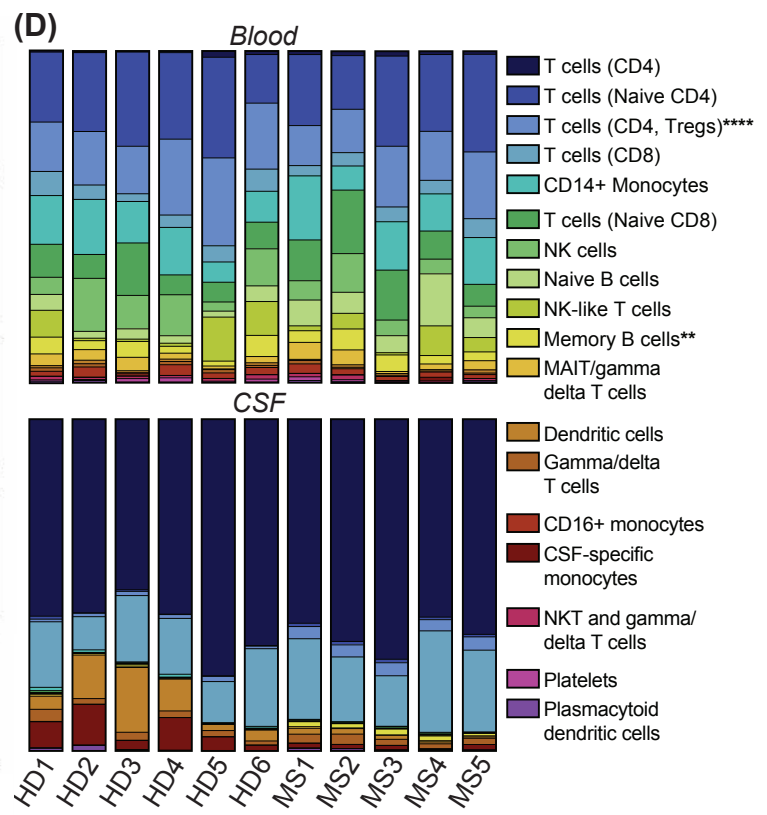 (D)
Blood
T cells (CD4)
T cells (Naive CD4)
T cells (CD4, Tregs)****
T cells (CD8)
CD14+ Monocytes
T cells (Naive CD8)
NK cells
Naive B cells
NK-like T cells
Memory B cells**
MAIT/gamma
delta T cells
CSF
Dendritic cells
Gamma/delta
T cells
CD16+ monocytes
CSF-specific
monocytes
NKT and gamma/
delta T cells
Platelets
Plasmacytoid
dendritic cells
HD1 HD2 HD3 HD4 HD5 HD6 MS1 MS2 MS3 MS4 MS5